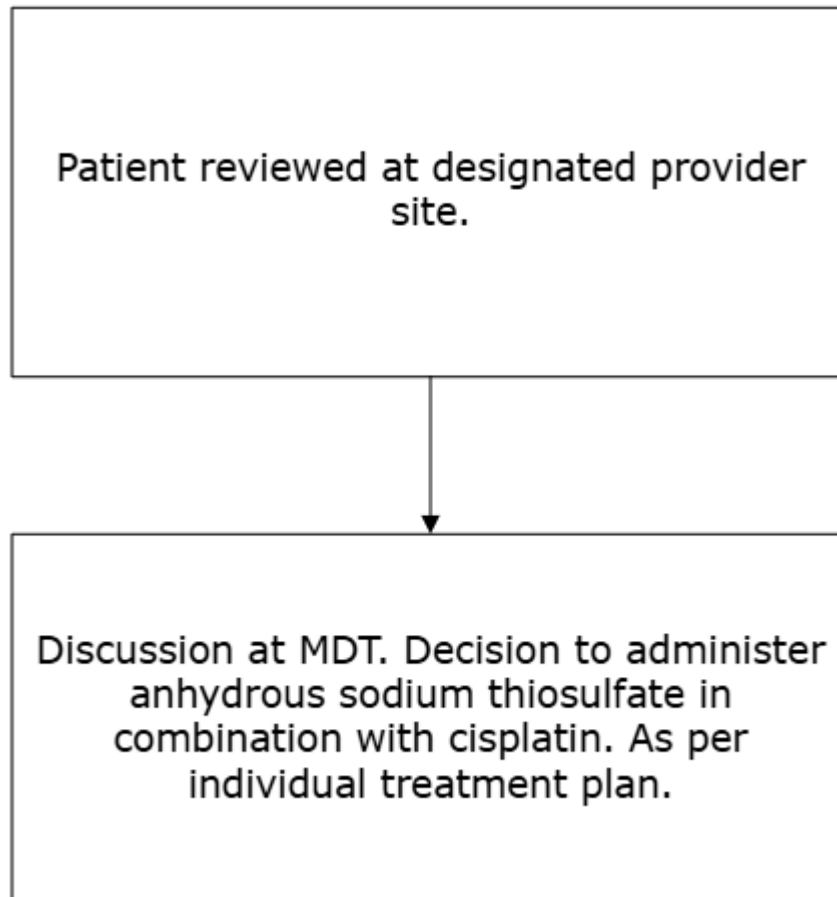 Patient reviewed at designated provider
site.
Discussion at MDT. Decision to administer
anhydrous sodium thiosulfate in
combination with cisplatin. As per
individual treatment plan.